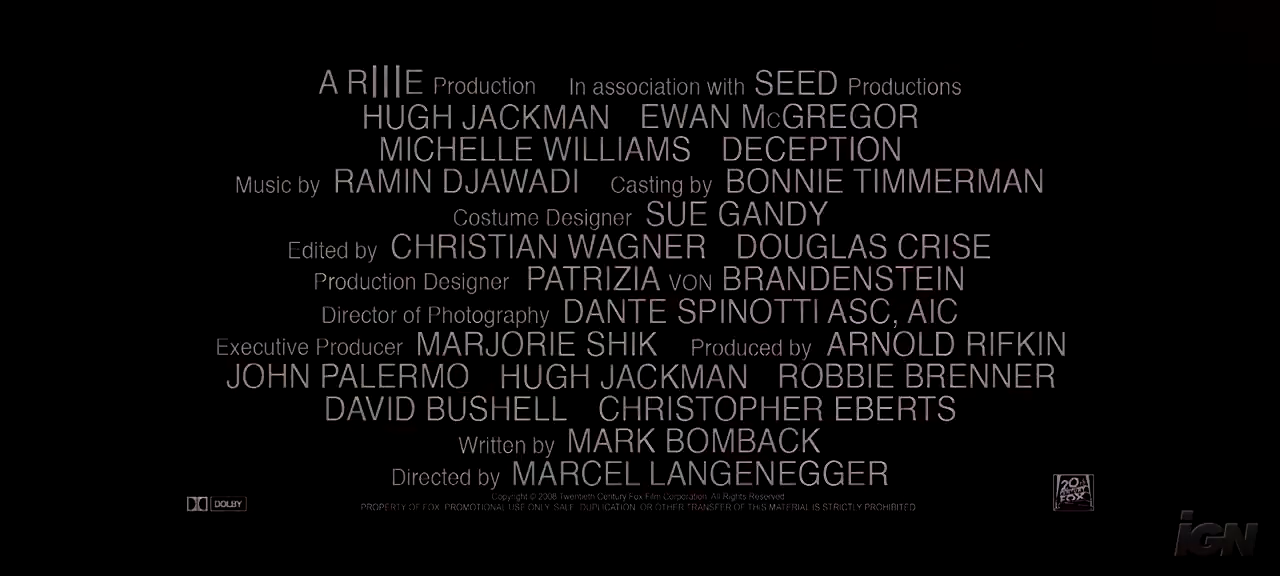 A R|||E Production In association with SEED Productions
HUGH JACKMAN EWAN McGREGOR
MICHELLE WILLIAMS DECEPTION
Music by RAMIN DJAWADI Casting by BONNIE TIMMERMAN
Costume Designer SUE GANDY
Edited by CHRISTIAN WAGNER DOUGLAS CRISE
Production Designer PATRIZIA VON BRANDENSTEIN
Director of Photography DANTE SPINOTTI ASC, AIC
Executive Producer MARJORIE SHIK Produced by ARNOLD RIFKIN
JOHN PALERMO HUGH JACKMAN ROBBIE BRENNER
DAVID BUSHELL CHRISTOPHER EBERTS
Written by MARK BOMBACK
Directed by MARCEL LANGENEGGER
Copyright © 2008 Twentieth Century Fox Film Corporation. All Rights Reserved
PROPERTY OF FOX. PROMOTIONAL USE ONLY. SALE, DUPLICATION, OR OTHER TRANSFER OF THIS MATERIAL IS STRICTLY PROHIBITED.
DOLBY
20th CENTURY FOX
IGN